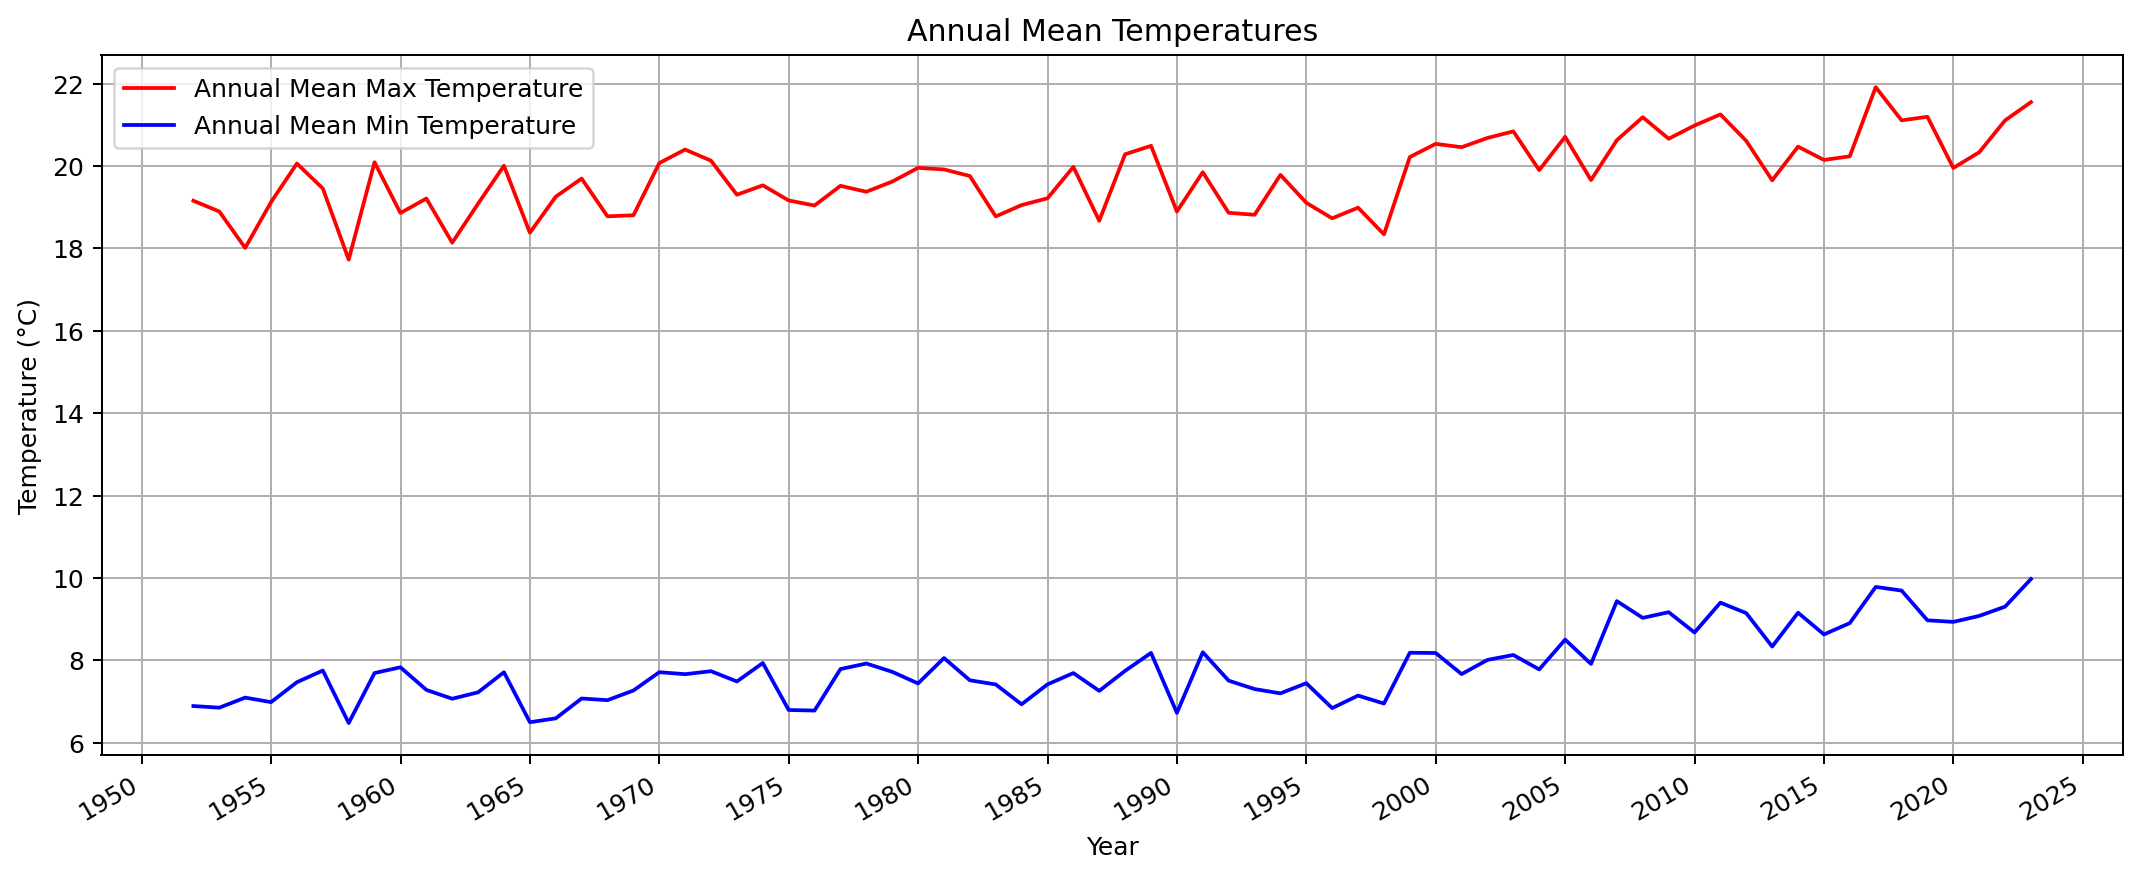 Annual Mean Temperatures
Annual Mean Max Temperature
Annual Mean Min Temperature
22
20
18
16
14
12
10
8
6
Temperature (°C)
1950 1955 1960 1965 1970 1975 1980 1985 1990 1995 2000 2005 2010 2015 2020 2025
Year